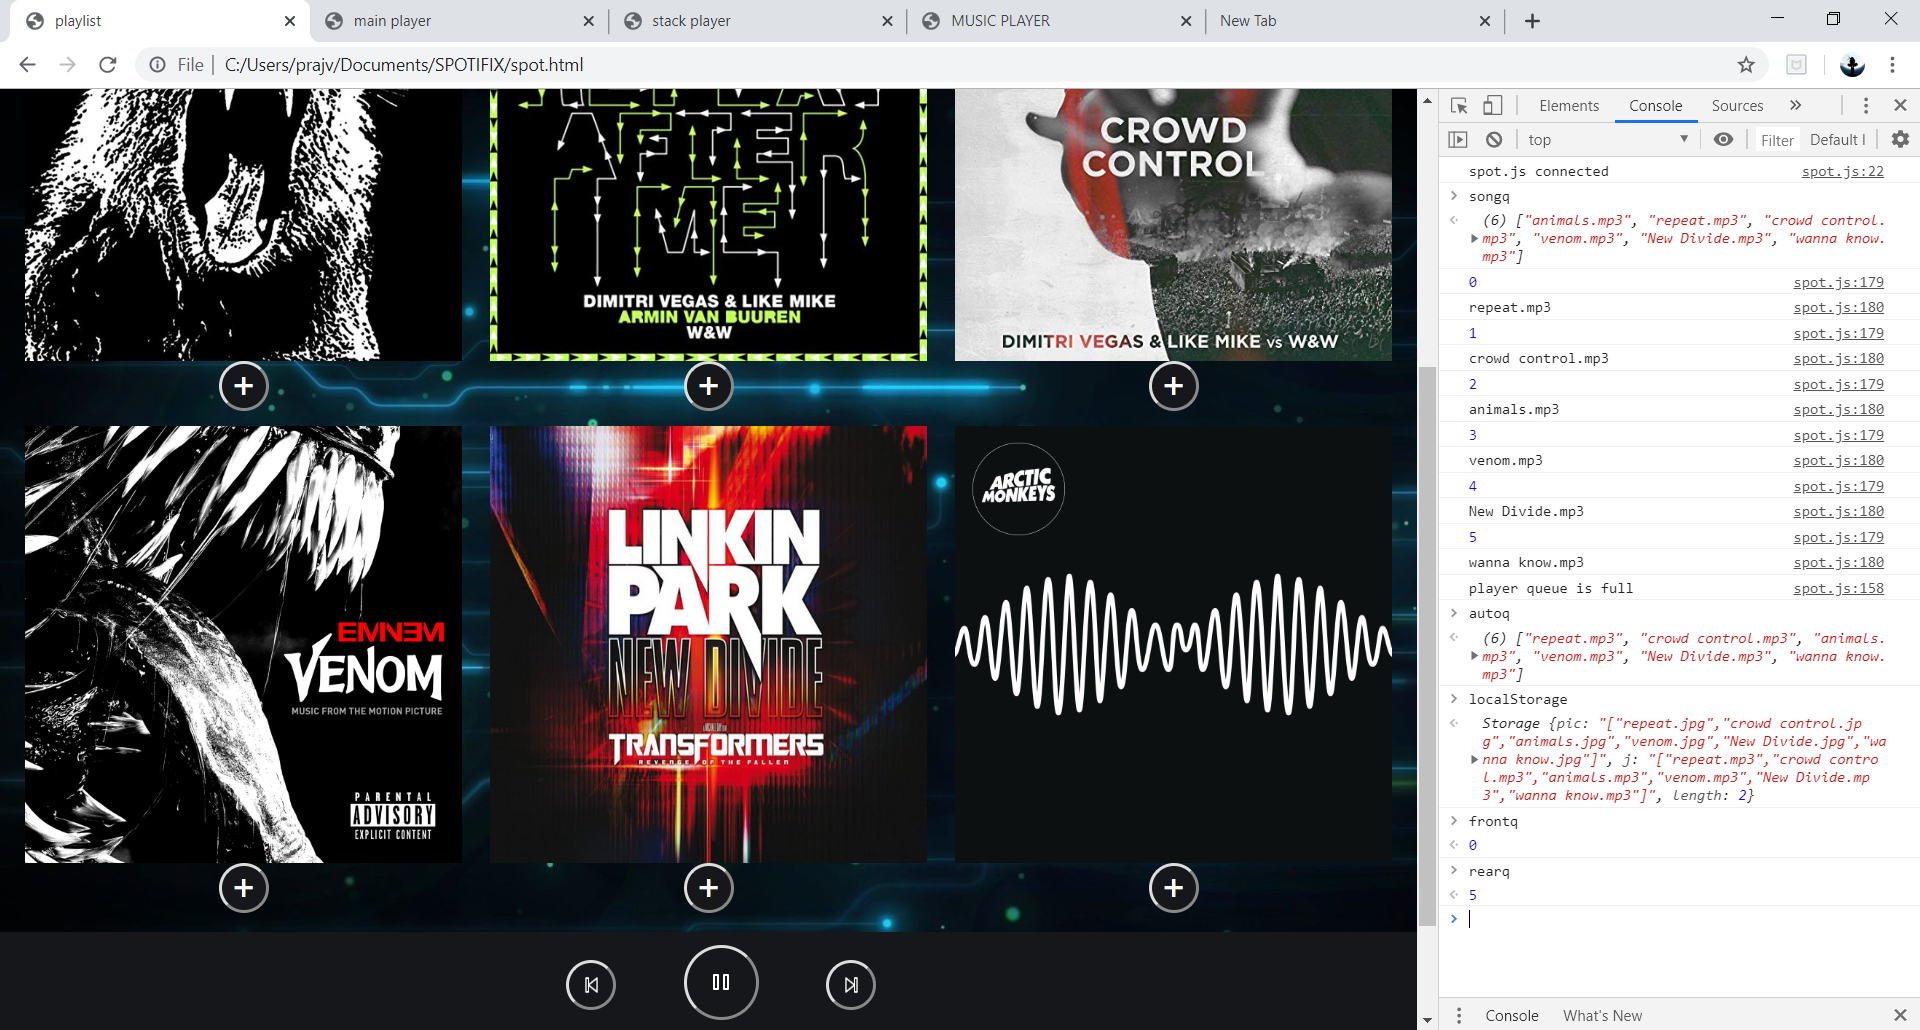 playlist
main player
stack player
MUSIC PLAYER
New Tab
File
C:/Users/prajv/Documents/SPOTIFIX/spot.html
AFTER
ME
DIMITRI VEGAS & LIKE MIKE
ARMIN VAN BUUREN
W&W
CROWD
CONTROL
DIMITRI VEGAS & LIKE MIKE vs W&W
EMINEM
VENOM
MUSIC FROM THE MOTION PICTURE
PARENTAL
ADVISORY
EXPLICIT CONTENT
LINKIN
PARK
NEW DIVIDE
TRANSFORMERS
REVENGE OF THE FALLEN
ARCTIC
MONKEYS
Elements
Console
Sources
top
Filter
Default l
spot.js connected spot.js:22
songq
(6) ["animals.mp3", "repeat.mp3", "crowd control.
mp3", "venom.mp3", "New Divide.mp3", "wanna know.
mp3"]
0 spot.js:179
repeat.mp3 spot.js:180
1 spot.js:179
crowd control.mp3 spot.js:180
2 spot.js:179
animals.mp3 spot.js:180
3 spot.js:179
venom.mp3 spot.js:180
4 spot.js:179
New Divide.mp3 spot.js:180
5 spot.js:179
wanna know.mp3 spot.js:180
player queue is full spot.js:158
autoq
(6) ["repeat.mp3", "crowd control.mp3", "animals.
mp3", "venom.mp3", "New Divide.mp3", "wanna know.
mp3"]
localStorage
Storage {pic: "["repeat.jpg","crowd control.jp
g","animals.jpg","venom.jpg","New Divide.jpg","wa
nna know.jpg"]", j: "["repeat.mp3","crowd contro
l.mp3","animals.mp3","venom.mp3","New Divide.mp
3","wanna know.mp3"]", length: 2}
frontq
0
rearq
5
Console
What's New